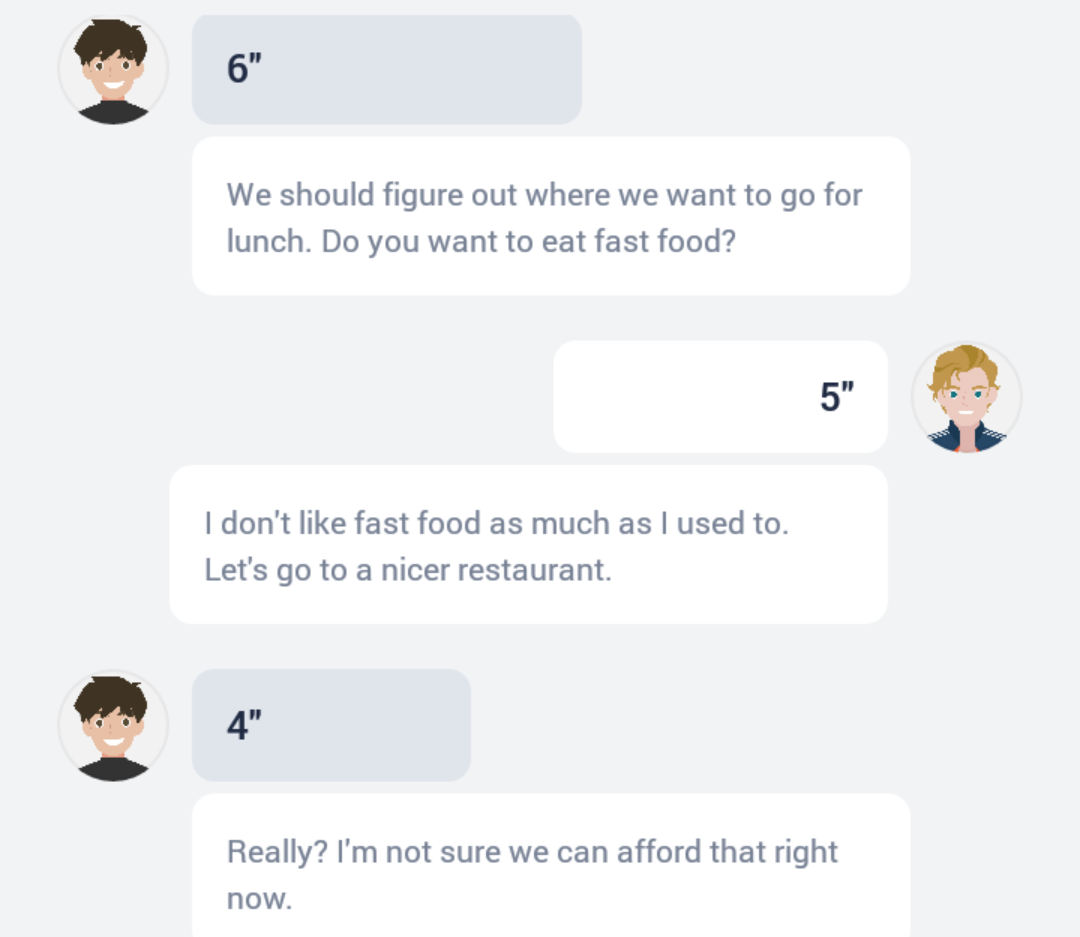 6"
We should figure out where we want to go for
lunch. Do you want to eat fast food?
5"
I don't like fast food as much as I used to.
Let's go to a nicer restaurant.
4"
Really? I'm not sure we can afford that right
now.